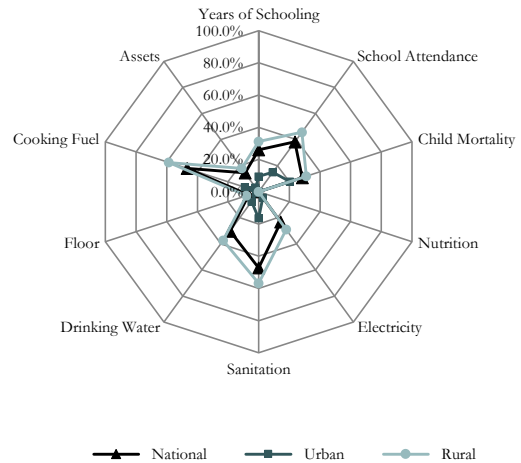 Years of Schooling
100.0%
80.0%
60.0%
40.0%
20.0%
0.0%
Assets
School Attendance
Cooking Fuel
Child Mortality
Floor
Nutrition
Drinking Water
Electricity
Sanitation
National
Urban
Rural